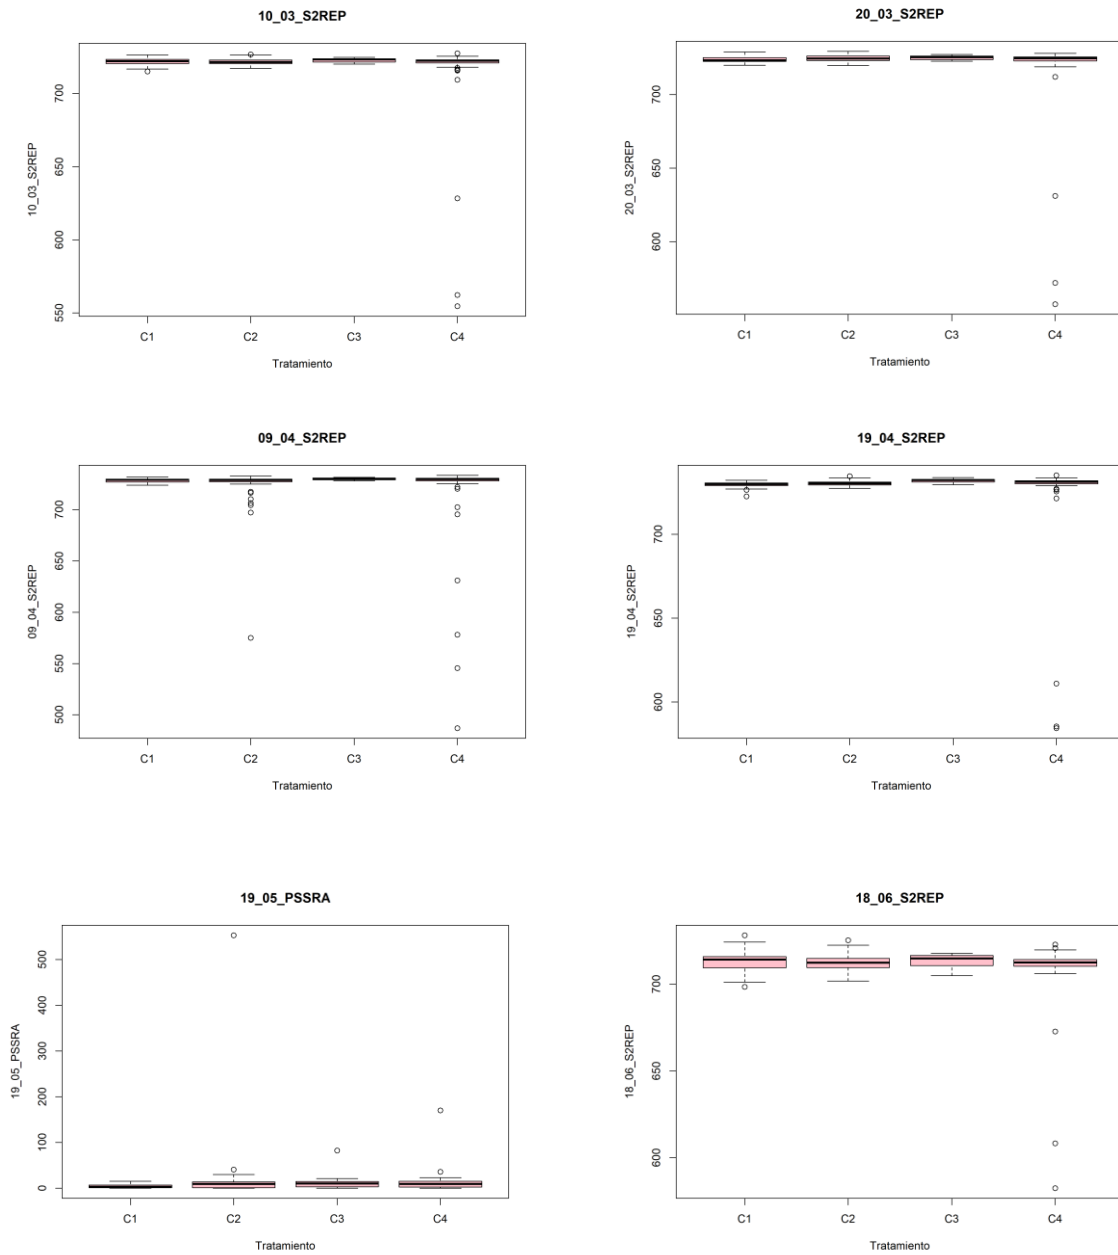 10_03_S2REP
10_03_S2REP
700
650
600
550
C1 C2 C3 C4
Tratamiento
20_03_S2REP
20_03_S2REP
700
600
C1 C2 C3 C4
Tratamiento
09_04_S2REP
09_04_S2REP
700
650
600
550
500
C1 C2 C3 C4
Tratamiento
19_04_S2REP
19_04_S2REP
700
650
600
C1 C2 C3 C4
Tratamiento
19_05_PSSRA
19_05_PSSRA
500
400
300
200
100
0
C1 C2 C3 C4
Tratamiento
18_06_S2REP
18_06_S2REP
700
650
600
C1 C2 C3 C4
Tratamiento